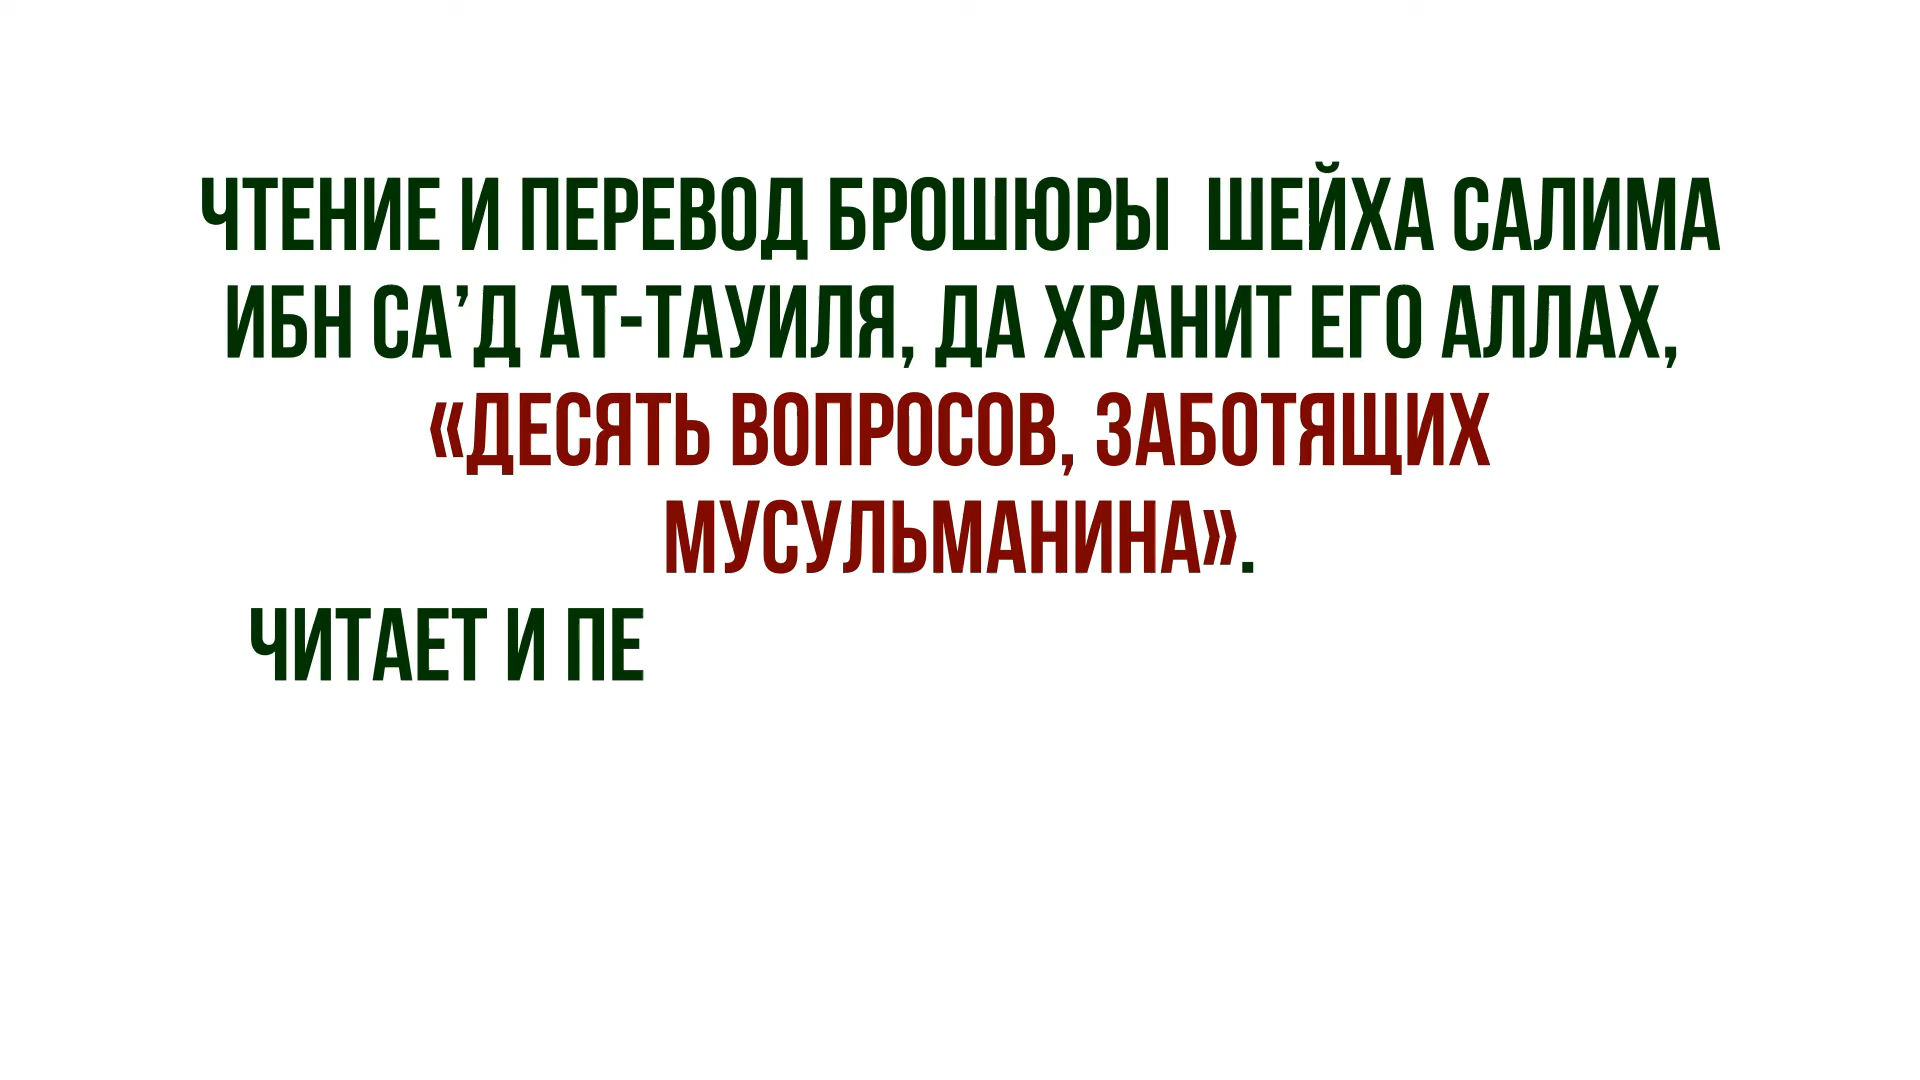 ЧТЕНИЕ И ПЕРЕВОД БРОШЮРЫ ШЕЙХА САЛИМА
ИБН СА’Д АТ-ТАУИЛЯ, ДА ХРАНИТ ЕГО АЛЛАХ,
«ДЕСЯТЬ ВОПРОСОВ, ЗАБОТЯЩИХ
МУСУЛЬМАНИНА».
ЧИТАЕТ И ПЕ